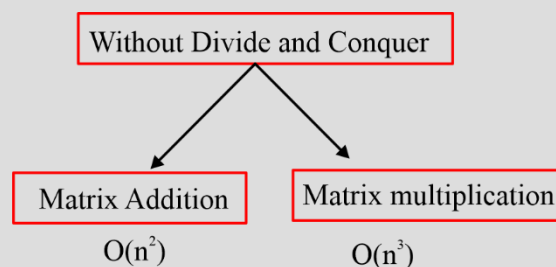 Without Divide and Conquer
Matrix Addition
Matrix multiplication
O(n²)
O(n³)